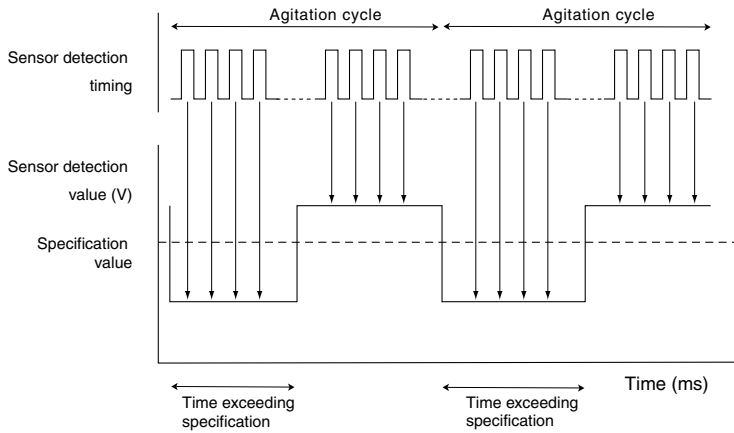 Agitation cycle
Agitation cycle
Sensor detection
timing
Sensor detection
value (V)
Specification
value
Time (ms)
Time exceeding
specification
Time exceeding
specification